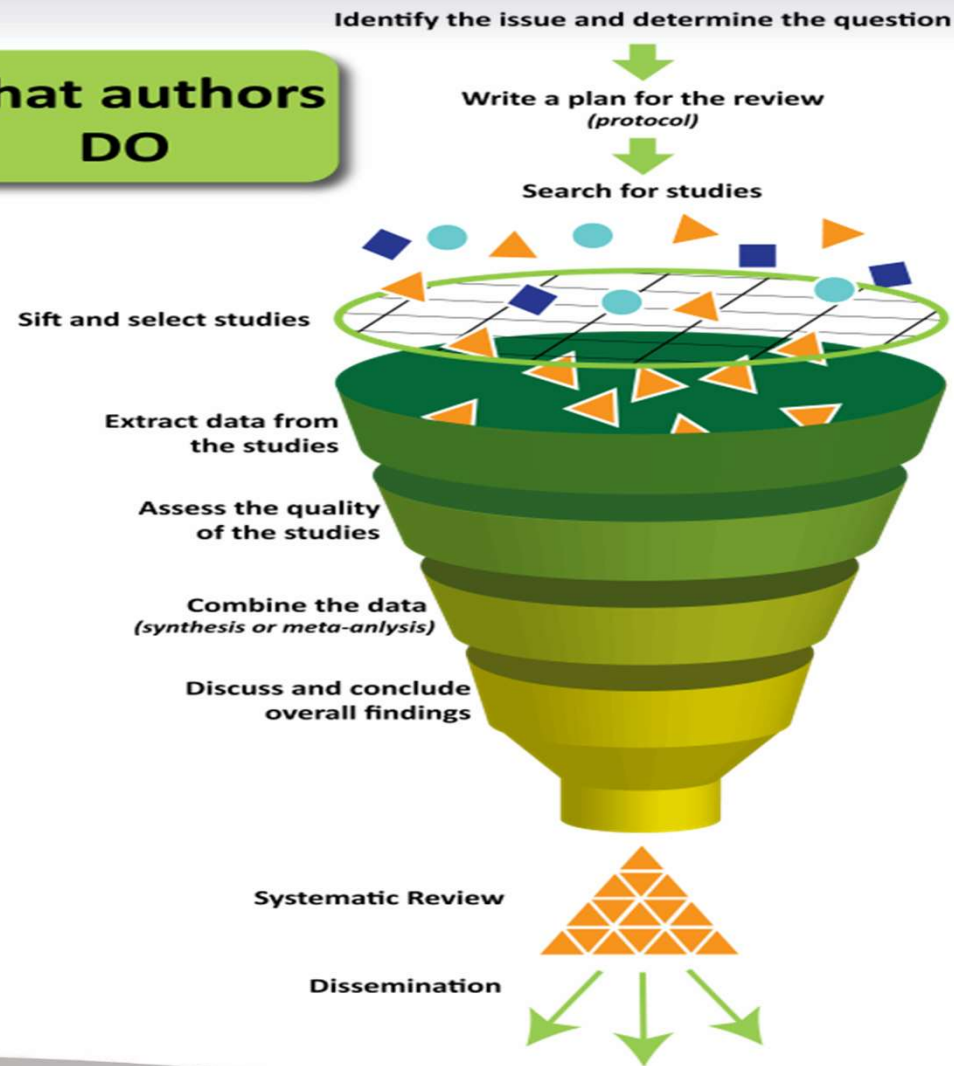 Identify the issue and determine the question
hat authors
DO
Write a plan for the review
(protocol)
Search for studies
Sift and select studies
Extract data from
the studies
Assess the quality
of the studies
Combine the data
(synthesis or meta-anlysis)
Discuss and conclude
overall findings
Systematic Review
Dissemination